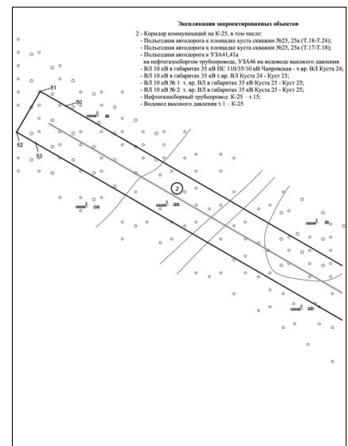 Экспликация запроектированных объектов
2 - Коридор коммуникаций на К-25, в том числе:
- Подъездная автодорога к площадке куста скважин №25, 25а (Т.18-Т.24);
- Подъездная автодорога к площадке куста скважин №25, 25а (Т.17-Т.18);
- Подъездная автодорога к УЗА41,41а
на нефтегазосборном трубопроводе, УЗА46 на водоводе высокого давления
- ВЛ 10 кВ в габаритах 35 кВ ПС 110/35/10 кВ Чапровская - т.вр. ВЛ Куста 24;
- ВЛ 10 кВ в габаритах 35 кВ т.вр. ВЛ Куста 24 - Куст 25;
- ВЛ 10 кВ № 1 т. вр. ВЛ в габаритах 35 кВ Куста 25 - Куст 25;
- ВЛ 10 кВ № 2 т. вр. ВЛ в габаритах 35 кВ Куста 25 - Куст 25;
- Нефтегазосборный трубопровод К-25 - т.15;
- Водовод высокого давления т.1 - К-25
51
50
52
53
2